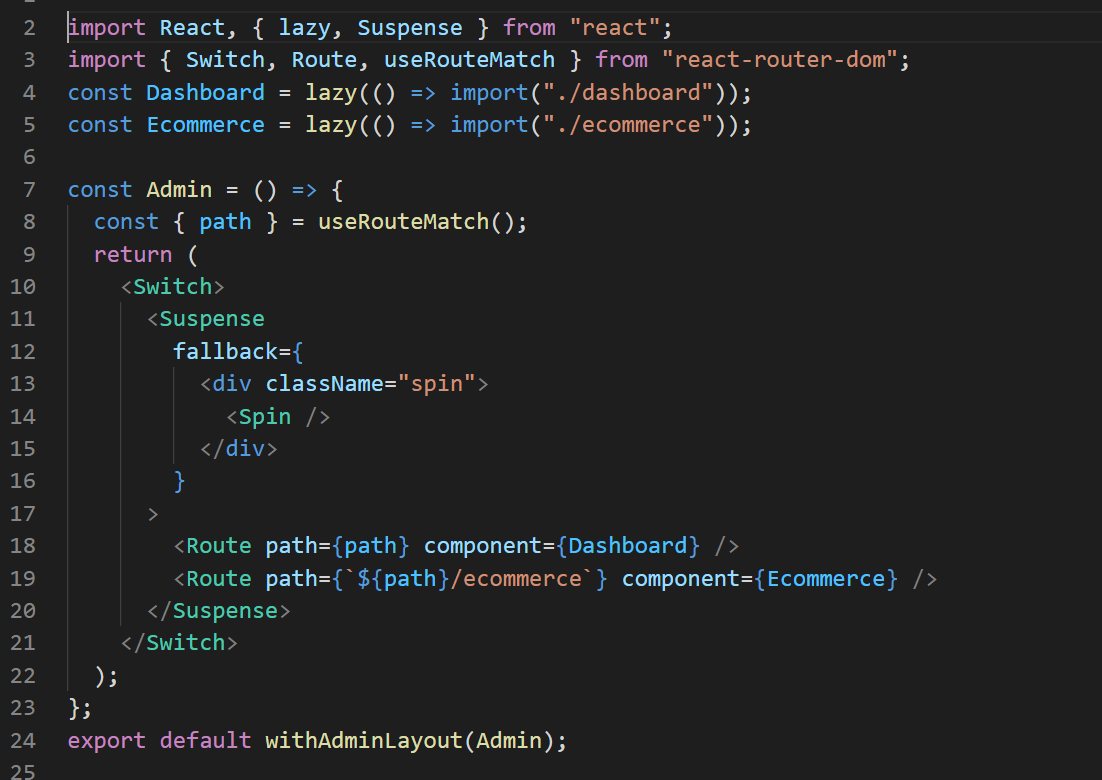 2 import React, { lazy, Suspense } from "react";
3 import { Switch, Route, useRouteMatch } from "react-router-dom";
4 const Dashboard = lazy(() => import("./dashboard"));
5 const Ecommerce = lazy(() => import("./ecommerce"));
6
7 const Admin = () => {
8   const { path } = useRouteMatch();
9   return (
10     <Switch>
11       <Suspense
12         fallback={
13           <div className="spin">
14             <Spin />
15           </div>
16         }
17       >
18         <Route path={path} component={Dashboard} />
19         <Route path={`${path}/ecommerce`} component={Ecommerce} />
20       </Suspense>
21     </Switch>
22   );
23 };
24 export default withAdminLayout(Admin);
25